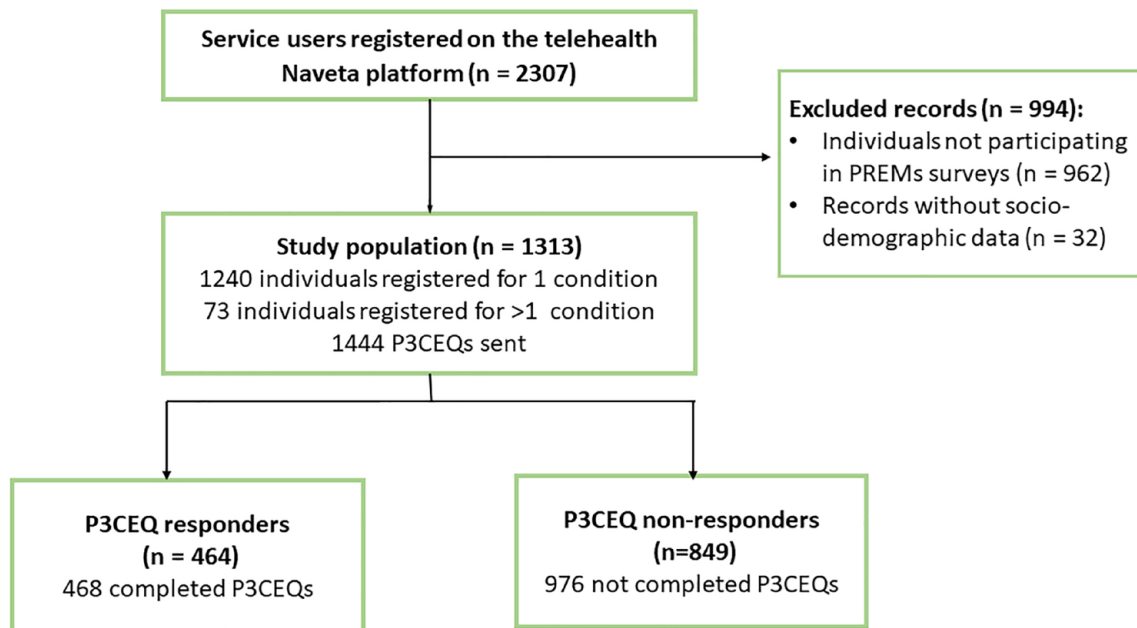 Service users registered on the telehealth
Naveta platform (n = 2307)
Excluded records (n = 994):
• Individuals not participating
in PREMs surveys (n = 962)
• Records without socio-
demographic data (n = 32)
Study population (n = 1313)
1240 individuals registered for 1 condition
73 individuals registered for >1 condition
1444 P3CEQs sent
P3CEQ responders
(n = 464)
468 completed P3CEQs
P3CEQ non-responders
(n=849)
976 not completed P3CEQs